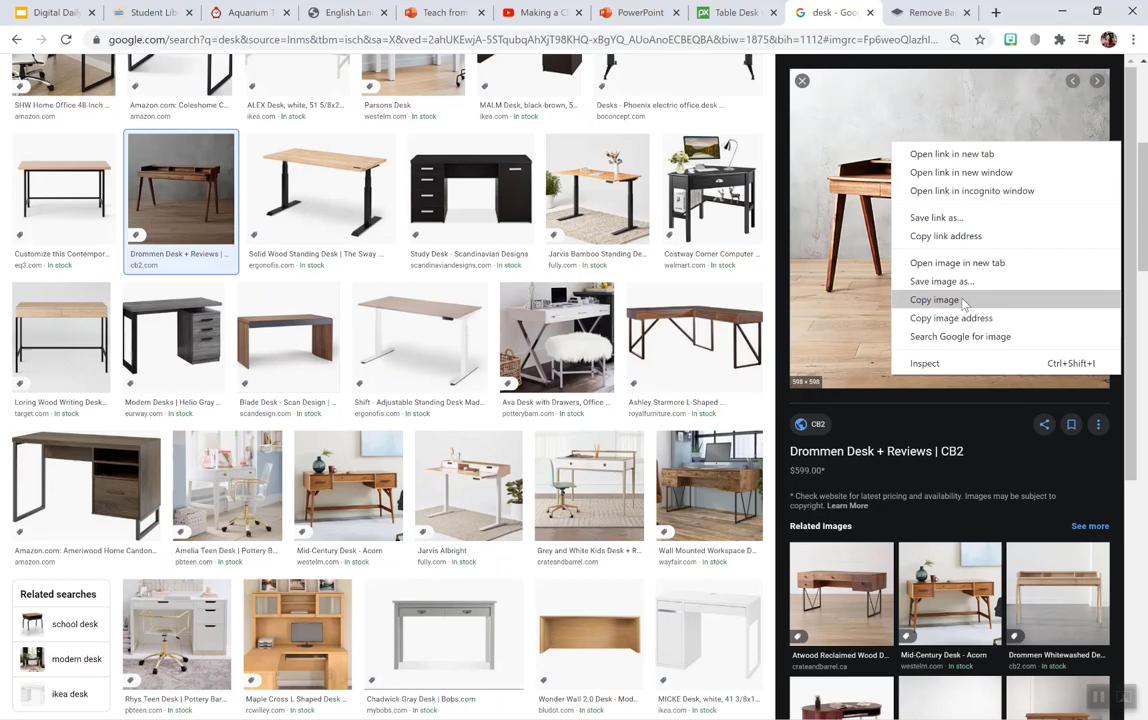 Digital Daily
Student Lib
Aquarium T
English Lan
Teach from
Making a C
PowerPoint
Table Desk
desk - Goo
Remove Ba
google.com/search?q=desk&source=lnms&tbm=isch&sa=X&ved=2ahUKEwjA-5STqubqAhXjT98KHQ-xBgYQ_AUoAnoECBEQBA&biw=1875&bih=1112#imgrc=Fp6weoQlazhI...
SHW Home Office 48-Inch ...
amazon.com
Amazon.com: Coleshome C...
amazon.com
ALEX Desk, white, 51 5/8x2...
ikea.com - In stock
Parsons Desk
westelm.com - In stock
MALM Desk, black-brown, 5...
ikea.com - In stock
Desks - Phoenix electric office desk ...
boconcept.com
Customize this Contempor...
eq3.com - In stock
Drommen Desk + Reviews | ...
cb2.com
Solid Wood Standing Desk | The Sway ...
ergonofis.com - In stock
Study Desk - Scandinavian Designs
scandinaviandesigns.com - In stock
Jarvis Bamboo Standing De...
fully.com - In stock
Costway Corner Computer ...
walmart.com - In stock
Loring Wood Writing Desk...
target.com - In stock
Modern Desks | Helio Gray ...
eurway.com - In stock
Blade Desk - Scan Design | ...
scandesign.com - In stock
Shift - Adjustable Standing Desk Mad...
ergonofis.com - In stock
Ava Desk with Drawers, Office ...
potterybarn.com - In stock
Ashley Starmore L-Shaped ...
royalfurniture.com - In stock
Amazon.com: Ameriwood Home Candon...
amazon.com
Amelia Teen Desk | Pottery B...
pbteen.com - In stock
Mid-Century Desk - Acorn
westelm.com - In stock
Jarvis Albright
fully.com - In stock
Grey and White Kids Desk + R...
crateandbarrel.com
Wall Mounted Workspace D...
wayfair.com - In stock
Related searches
school desk
modern desk
ikea desk
Rhys Teen Desk | Pottery Bar...
pbteen.com - In stock
Maple Cross L Shaped Desk ...
rcwilley.com - In stock
Chadwick Gray Desk | Bobs.com
mybobs.com - In stock
Wonder Wall 2.0 Desk - Mod...
bludot.com - In stock
MICKE Desk, white, 41 3/8x1...
ikea.com - In stock
Open link in new tab
Open link in new window
Open link in incognito window
Save link as...
Copy link address
Open image in new tab
Save image as...
Copy image
Copy image address
Search Google for image
Inspect Ctrl+Shift+I
598 × 598
CB2
Drommen Desk + Reviews | CB2
$599.00*
* Check website for latest pricing and availability. Images may be subject to
copyright. Learn More
Related Images See more
Atwood Reclaimed Wood D...
crateandbarrel.ca
Mid-Century Desk - Acorn
westelm.com - In stock
Drommen Whitewashed De...
cb2.com - In stock